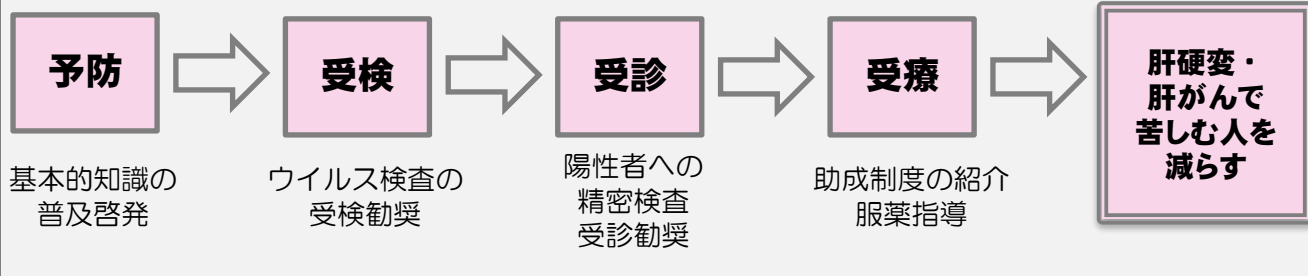 予防
受検
受診
受療
肝硬変・
肝がんで
苦しむ人を
減らす
基本的知識の
普及啓発
ウイルス検査の
受検勧奨
陽性者への
精密検査
受診勧奨
助成制度の紹介
服薬指導